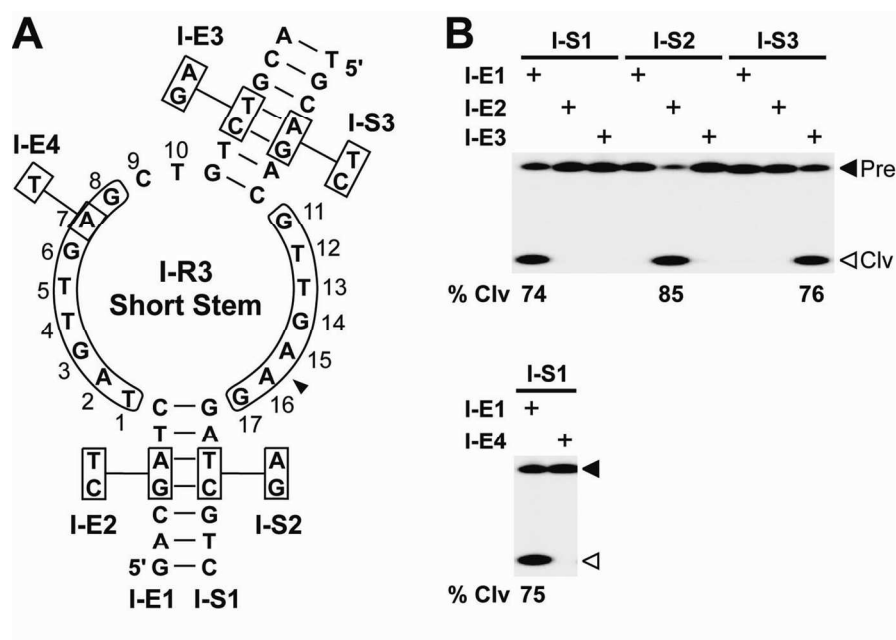 A
I-E3
A
G
A – T 5'
C – G
G – C
T
C
A
G
I-S3
T
C
T – A
G – C
I-E4
T
7 8 9 10
C T
T A G T T G A G
1 2 3 4 5 6
I-R3
Short Stem
G 11
T 12
T 13
G 14
A 15
A 16
G 17
C – G
T – A
A – T
G – C
C – G
A – T
5' G – C
T
C
I-E2
A
G
I-S2
I-E1 I-S1
B
I-S1 I-S2 I-S3
I-E1 + + +
I-E2 + + +
I-E3 + + +
Pre
Clv
% Clv 74 85 76
I-S1
I-E1 +
I-E4 +
% Clv 75